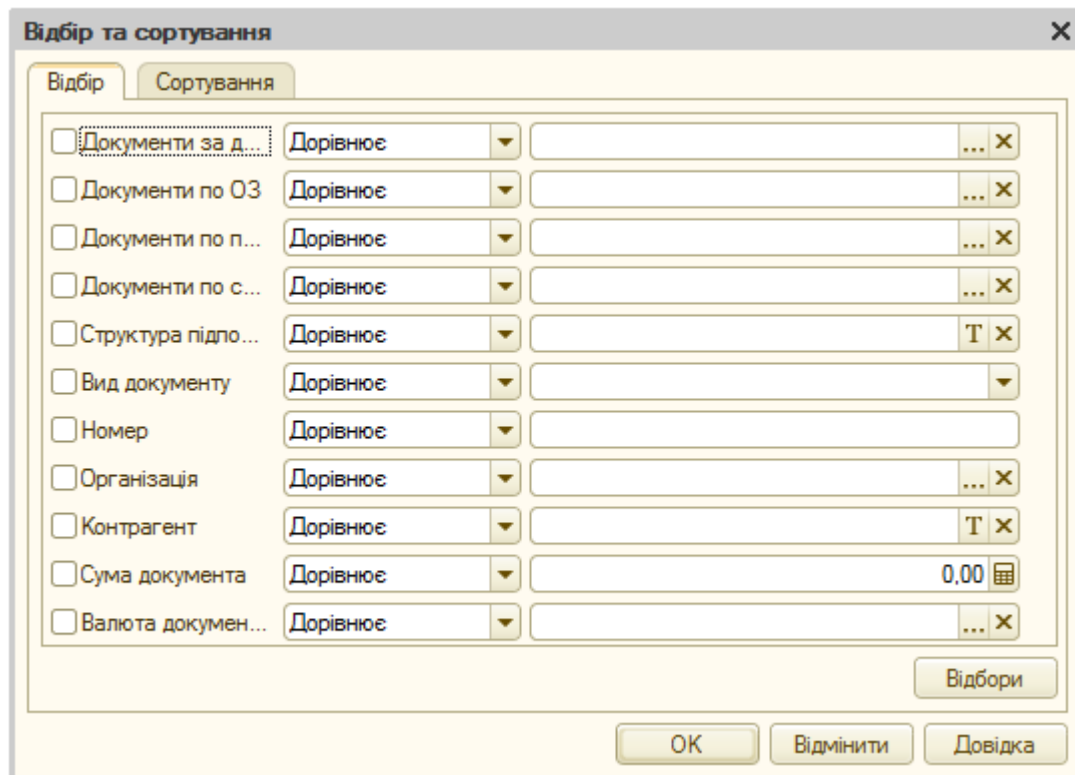 Відбір та сортування
Відбір Сортування
Документи за д... Дорівнює ...
Документи по ОЗ Дорівнює ...
Документи по п... Дорівнює ...
Документи по с... Дорівнює ...
Структура підпо... Дорівнює T
Вид документу Дорівнює
Номер Дорівнює
Організація Дорівнює ...
Контрагент Дорівнює T
Сума документа Дорівнює 0,00
Валюта докумен... Дорівнює ...
Відбори
ОК Відмінити Довідка